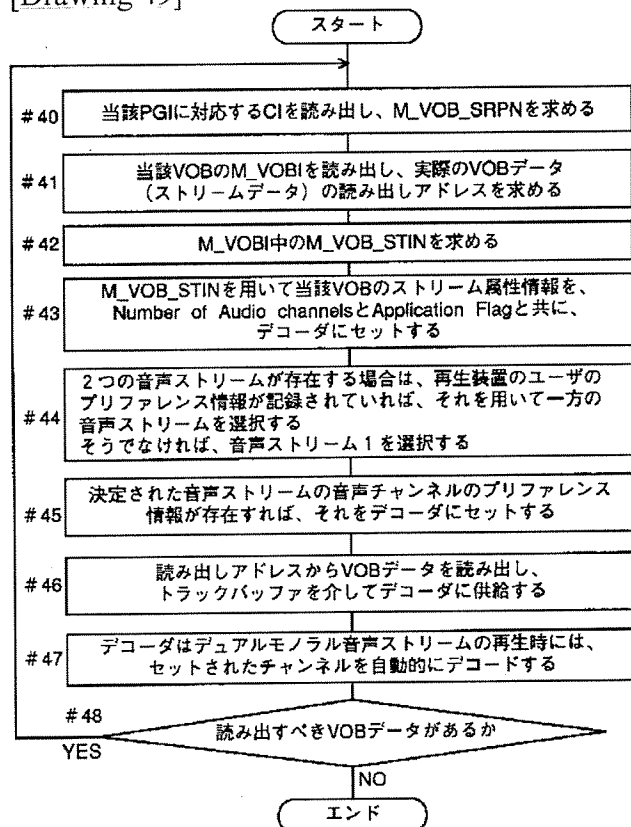 [Drawing 49]
スタート
#40
当該PGIに対応するCIを読み出し、M_VOB_SRPNを求める
#41
当該VOBのM_VOBIを読み出し、実際のVOBデータ
(ストリームデータ)の読み出しアドレスを求める
#42
M_VOBI中のM_VOB_STINを求める
#43
M_VOB_STINを用いて当該VOBのストリーム属性情報を、
Number of Audio channelsとApplication Flagと共に、
デコーダにセットする
#44
2つの音声ストリームが存在する場合は、再生装置のユーザの
プリファレンス情報が記録されていれば、それを用いて一方の
音声ストリームを選択する
そうでなければ、音声ストリーム1を選択する
#45
決定された音声ストリームの音声チャンネルのプリファレンス
情報が存在すれば、それをデコーダにセットする
#46
読み出しアドレスからVOBデータを読み出し、
トラックバッファを介してデコーダに供給する
#47
デコーダはデュアルモノラル音声ストリームの再生時には、
セットされたチャンネルを自動的にデコードする
#48
読み出すべきVOBデータがあるか
YES
NO
エンド